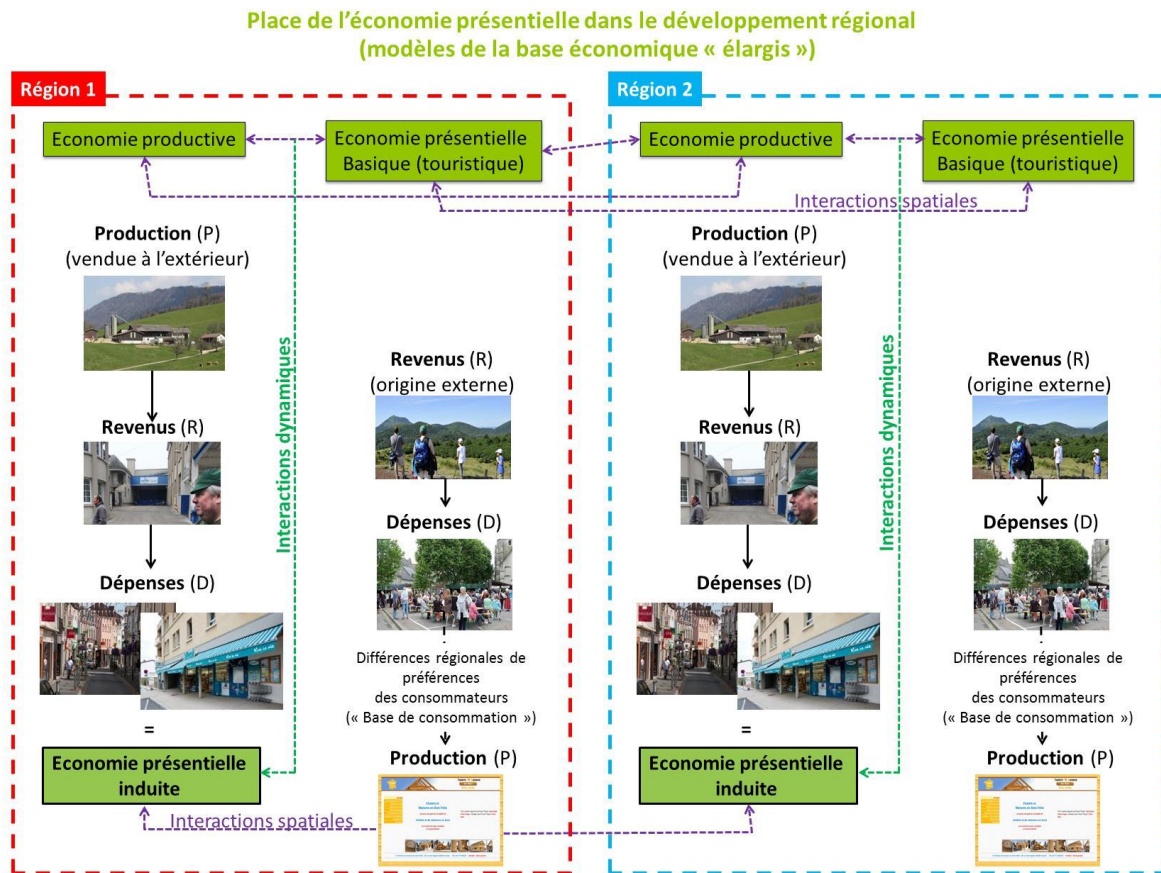 Place de l'économie présentielle dans le développement régional
(modèles de la base économique « élargis »)
Région 1
Economie productive
Economie présentielle
Basique (touristique)
Production (P)
(vendue à l'extérieur)
Revenus (R)
Dépenses (D)
=
Economie présentielle
induite
Interactions dynamiques
Revenus (R)
(origine externe)
Dépenses (D)
Différences régionales de
préférences
des consommateurs
(« Base de consommation »)
Production (P)
Interactions spatiales
Région 2
Economie productive
Economie présentielle
Basique (touristique)
Interactions spatiales
Production (P)
(vendue à l'extérieur)
Revenus (R)
Dépenses (D)
=
Economie présentielle
induite
Interactions dynamiques
Revenus (R)
(origine externe)
Dépenses (D)
Différences régionales de
préférences
des consommateurs
(« Base de consommation »)
Production (P)